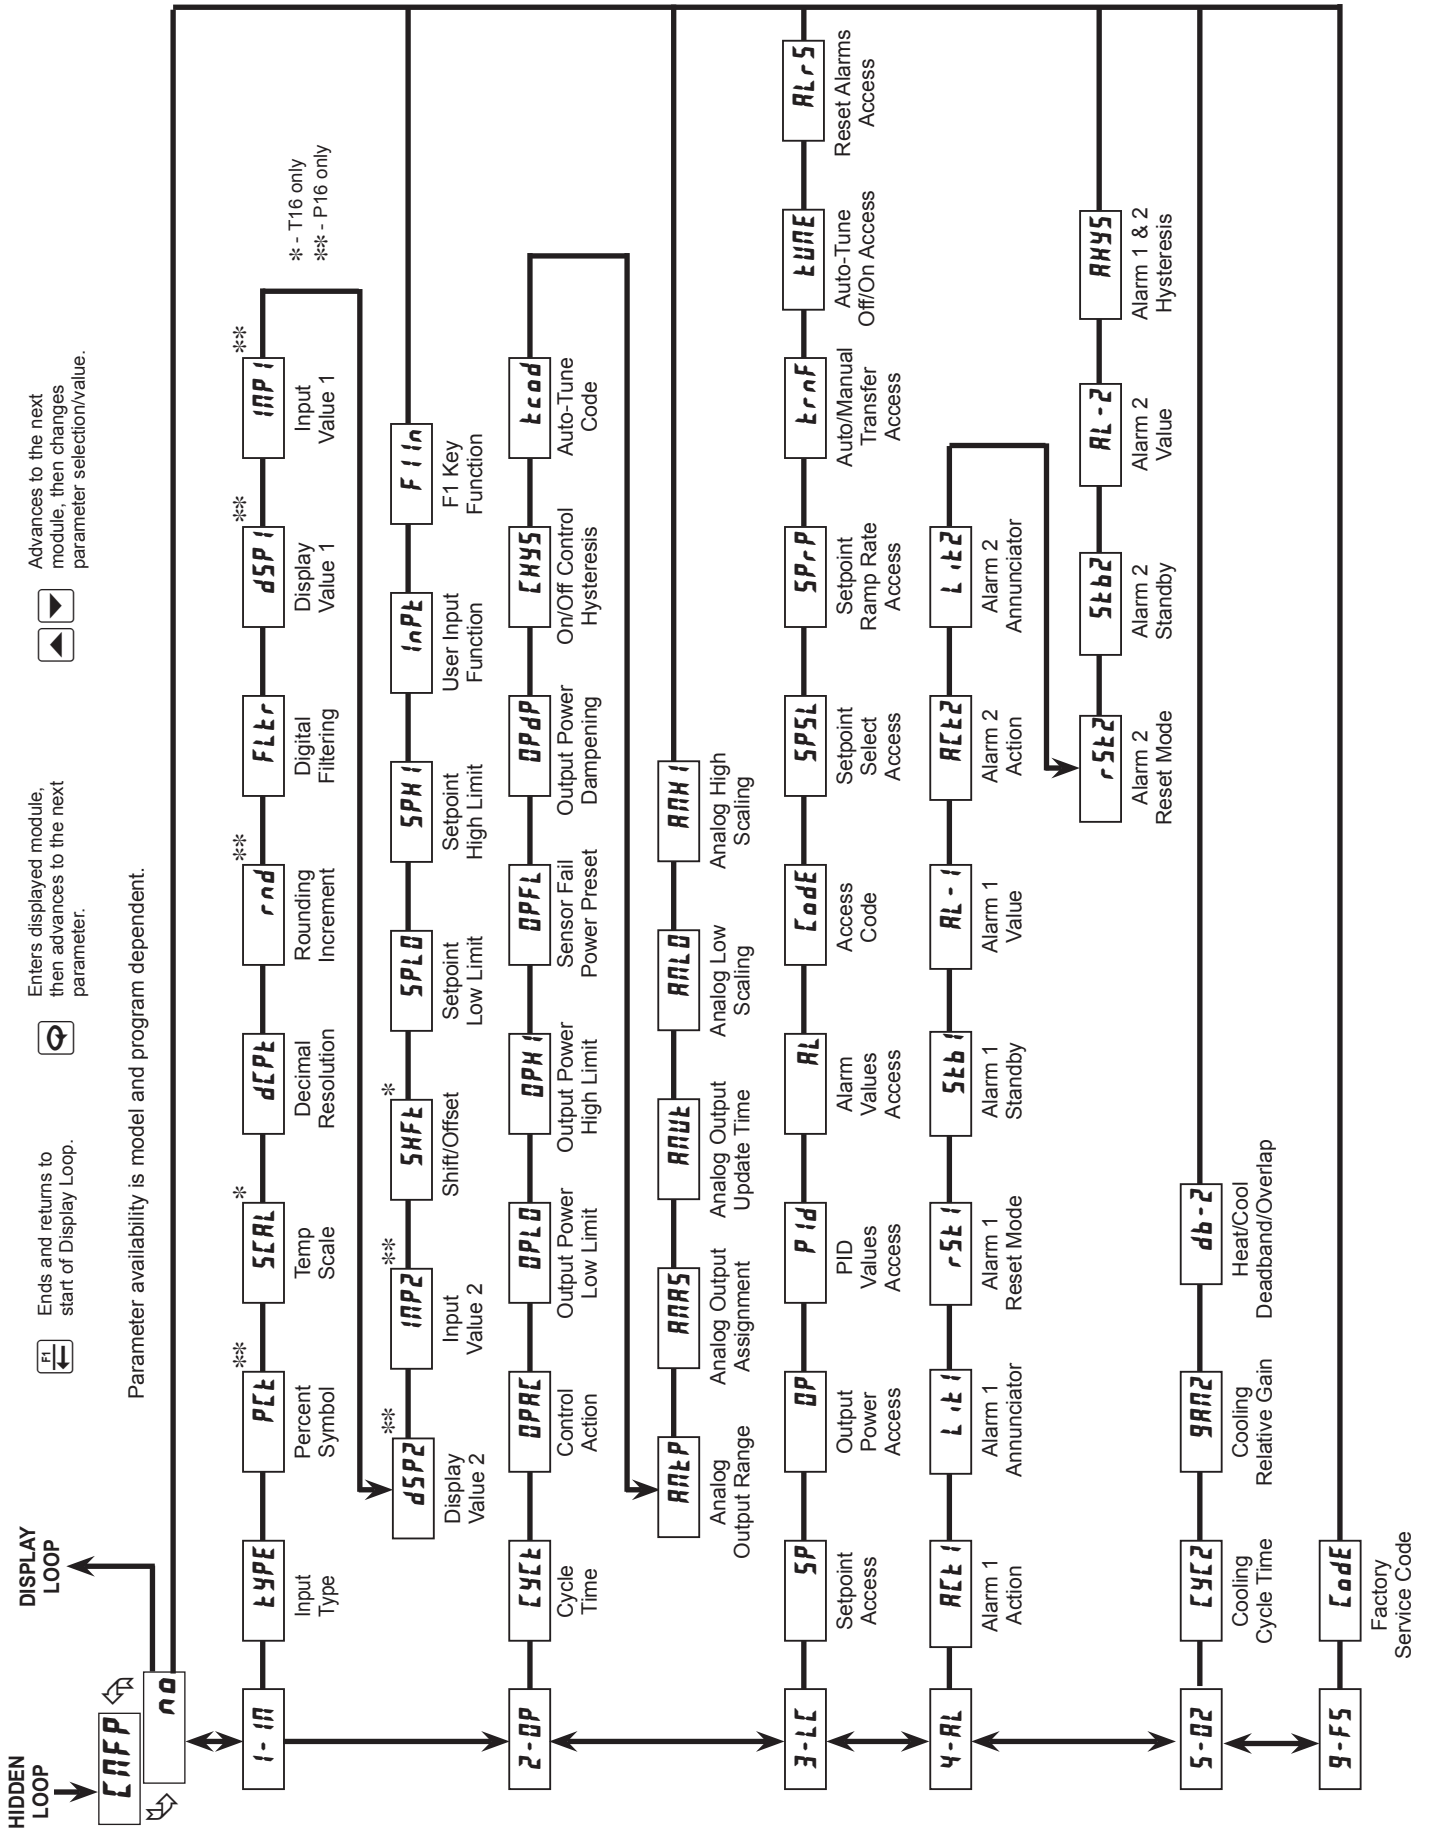 HIDDEN
LOOP
DISPLAY
LOOP
CNFP
NO
F1
Ends and returns to
start of Display Loop.
Enters displayed module,
then advances to the next
parameter.
Advances to the next
module, then changes
parameter selection/value.
Parameter availability is model and program dependent.
* - T16 only
** - P16 only
1-IN
tYPE
Input
Type
PCt
**
Percent
Symbol
SCAL
*
Temp
Scale
dCPt
Decimal
Resolution
rnd
**
Rounding
Increment
FLtr
Digital
Filtering
dSP1
**
Display
Value 1
INP1
**
Input
Value 1
dSP2
**
Display
Value 2
INP2
**
Input
Value 2
SHFt
*
Shift/Offset
SPLO
Setpoint
Low Limit
SPHI
Setpoint
High Limit
InPt
User Input
Function
F1In
F1 Key
Function
2-OP
CYCt
Cycle
Time
OPAC
Control
Action
OPLO
Output Power
Low Limit
OPHI
Output Power
High Limit
OPFL
Sensor Fail
Power Preset
OPdP
Output Power
Dampening
CHYS
On/Off Control
Hysteresis
tcod
Auto-Tune
Code
ANtP
Analog
Output Range
ANAS
Analog Output
Assignment
ANUt
Analog Output
Update Time
ANLO
Analog Low
Scaling
ANHI
Analog High
Scaling
3-LC
SP
Setpoint
Access
OP
Output
Power
Access
PId
PID
Values
Access
AL
Alarm
Values
Access
CodE
Access
Code
SPSL
Setpoint
Select
Access
SPrP
Setpoint
Ramp Rate
Access
trnF
Auto/Manual
Transfer
Access
tUNE
Auto-Tune
Off/On Access
ALrS
Reset Alarms
Access
4-AL
ACt1
Alarm 1
Action
Lit1
Alarm 1
Annunciator
rSt1
Alarm 1
Reset Mode
Stb1
Alarm 1
Standby
AL-1
Alarm 1
Value
ACt2
Alarm 2
Action
Lit2
Alarm 2
Annunciator
rSt2
Alarm 2
Reset Mode
Stb2
Alarm 2
Standby
AL-2
Alarm 2
Value
AHYS
Alarm 1 & 2
Hysteresis
5-O2
CYC2
Cooling
Cycle Time
gAN2
Cooling
Relative Gain
db-2
Heat/Cool
Deadband/Overlap
9-FS
CodE
Factory
Service Code